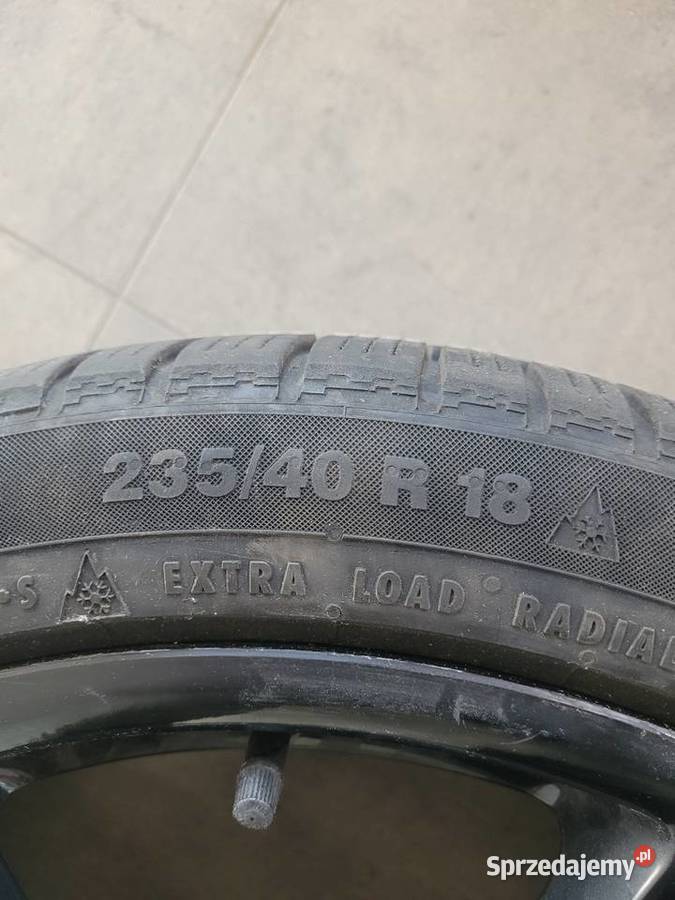 235/40 R 18
·S EXTRA LOAD RADIAL
Sprzedajemy.pl